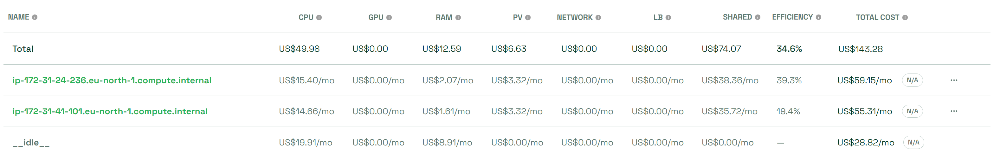 NAME CPU GPU RAM PV NETWORK LB SHARED EFFICIENCY TOTAL COST
Total US$49.98 US$0.00 US$12.59 US$6.63 US$0.00 US$0.00 US$74.07 34.6% US$143.28
ip-172-31-24-236.eu-north-1.compute.internal US$15.40/mo US$0.00/mo US$2.07/mo US$3.32/mo US$0.00/mo US$0.00/mo US$38.36/mo 39.3% US$59.15/mo N/A ...
ip-172-31-41-101.eu-north-1.compute.internal US$14.66/mo US$0.00/mo US$1.61/mo US$3.32/mo US$0.00/mo US$0.00/mo US$35.72/mo 19.4% US$55.31/mo N/A ...
__idle__ US$19.91/mo US$0.00/mo US$8.91/mo US$0.00/mo US$0.00/mo US$0.00/mo US$0.00/mo — US$28.82/mo N/A